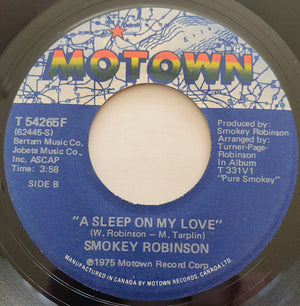 MOTOWN®
T 54265F
(62445-S)
Bertam Music Co.
Jobete Music Co.,
Inc. ASCAP
Time: 3:58
SIDE B
Produced by:
Smokey Robinson
Arranged by:
Turner-Page-
Robinson
In Album
T 331V1
"Pure Smokey"
"A SLEEP ON MY LOVE"
(W. Robinson – M. Tarplin)
SMOKEY ROBINSON
℗1975 Motown Record Corp.
MANUFACTURED IN CANADA BY MOTOWN RECORDS, CANADA LTD.